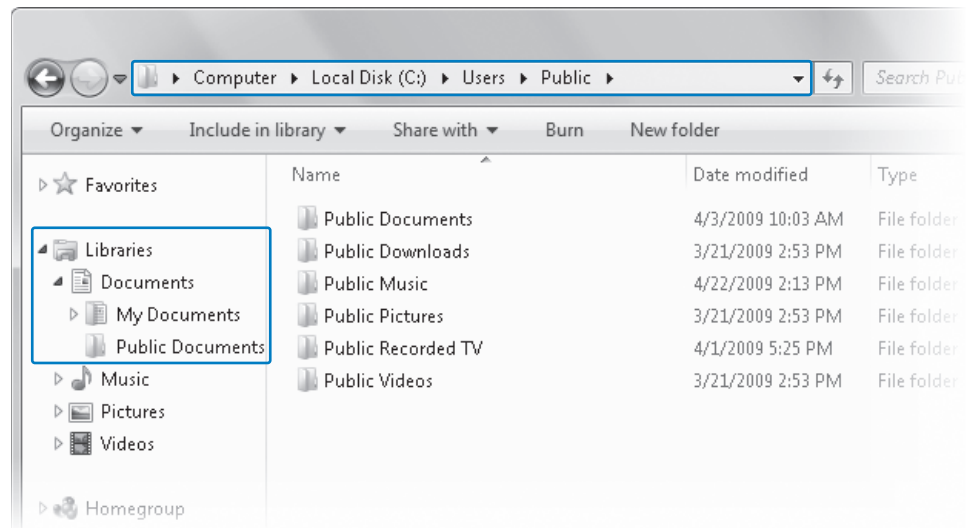 Computer Local Disk (C:) Users Public
Search Pub
Organize Include in library Share with Burn New folder
Favorites
Libraries
Documents
My Documents
Public Documents
Music
Pictures
Videos
Homegroup
Name Date modified Type
Public Documents 4/3/2009 10:03 AM File folder
Public Downloads 3/21/2009 2:53 PM File folder
Public Music 4/22/2009 2:13 PM File folder
Public Pictures 3/21/2009 2:53 PM File folder
Public Recorded TV 4/1/2009 5:25 PM File folder
Public Videos 3/21/2009 2:53 PM File folder